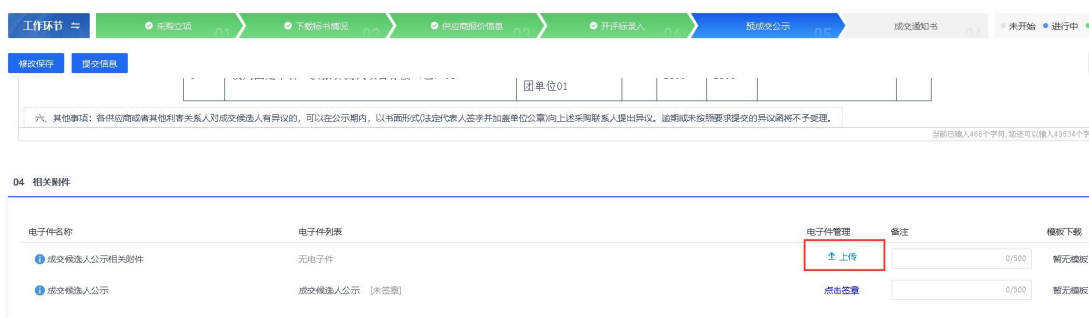 工作环节
采购立项 01
下载标书情况 02
供应商报价信息 03
开评标录入 04
预成交公示 05
成交通知书 06
未开始 进行中
修改保存 提交信息
团单位01
六、其他事项：各供应商或者其他利害关系人对成交候选人有异议的，可以在公示期内，以书面形式(法定代表人签字并加盖单位公章)向上述采购联系人提出异议。逾期或未按照要求提交的异议函将不予受理。
当前已输入466个字符, 您还可以输入49534个字
04 相关附件
电子件名称 电子件列表 电子件管理 备注 模板下载
成交候选人公示相关附件 无电子件 上传 0/500 暂无模板
成交候选人公示 成交候选人公示 [未签章] 点击签章 0/500 暂无模板